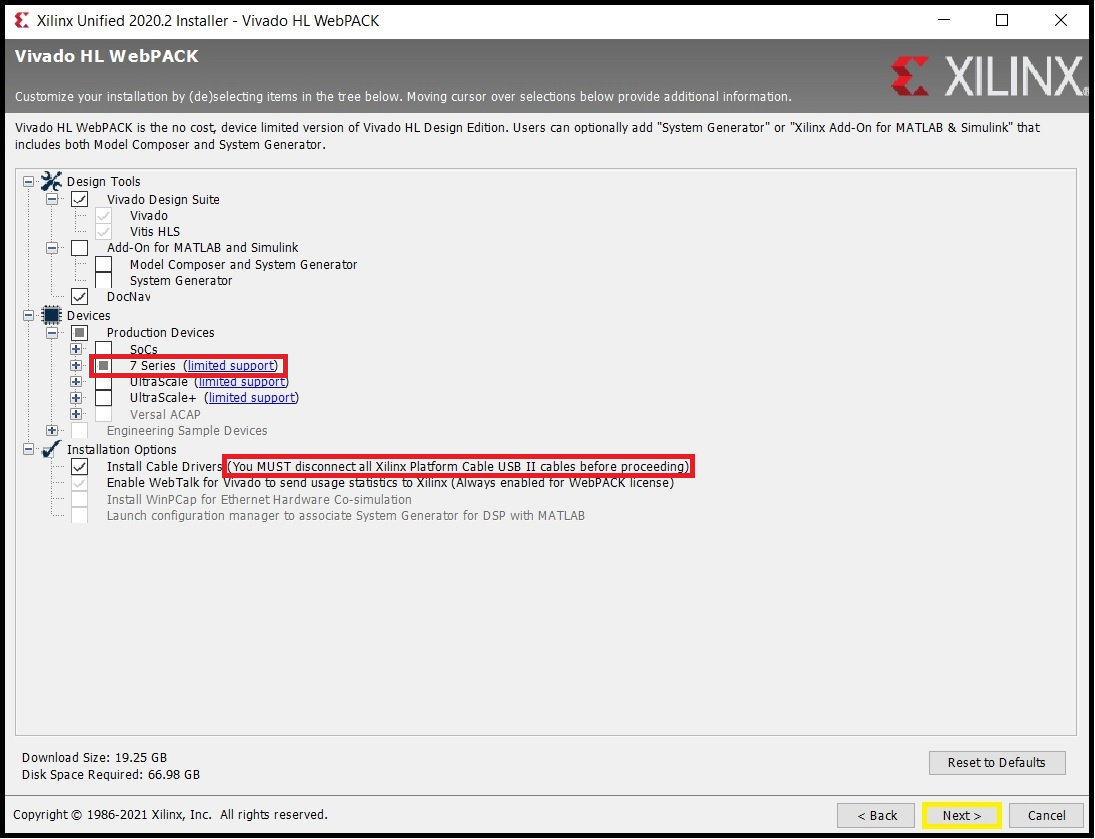 Xilinx Unified 2020.2 Installer - Vivado HL WebPACK
Vivado HL WebPACK
XILINX
Customize your installation by (de)selecting items in the tree below. Moving cursor over selections below provide additional information.
Vivado HL WebPACK is the no cost, device limited version of Vivado HL Design Edition. Users can optionally add "System Generator" or "Xilinx Add-On for MATLAB & Simulink" that
includes both Model Composer and System Generator.
Design Tools
Vivado Design Suite
Vivado
Vitis HLS
Add-On for MATLAB and Simulink
Model Composer and System Generator
System Generator
DocNav
Devices
Production Devices
SoCs
7 Series (limited support)
UltraScale (limited support)
UltraScale+ (limited support)
Versal ACAP
Engineering Sample Devices
Installation Options
Install Cable Drivers (You MUST disconnect all Xilinx Platform Cable USB II cables before proceeding)
Enable WebTalk for Vivado to send usage statistics to Xilinx (Always enabled for WebPACK license)
Install WinPCap for Ethernet Hardware Co-simulation
Launch configuration manager to associate System Generator for DSP with MATLAB
Download Size: 19.25 GB
Disk Space Required: 66.98 GB
Reset to Defaults
Copyright © 1986-2021 Xilinx, Inc. All rights reserved.
< Back
Next >
Cancel